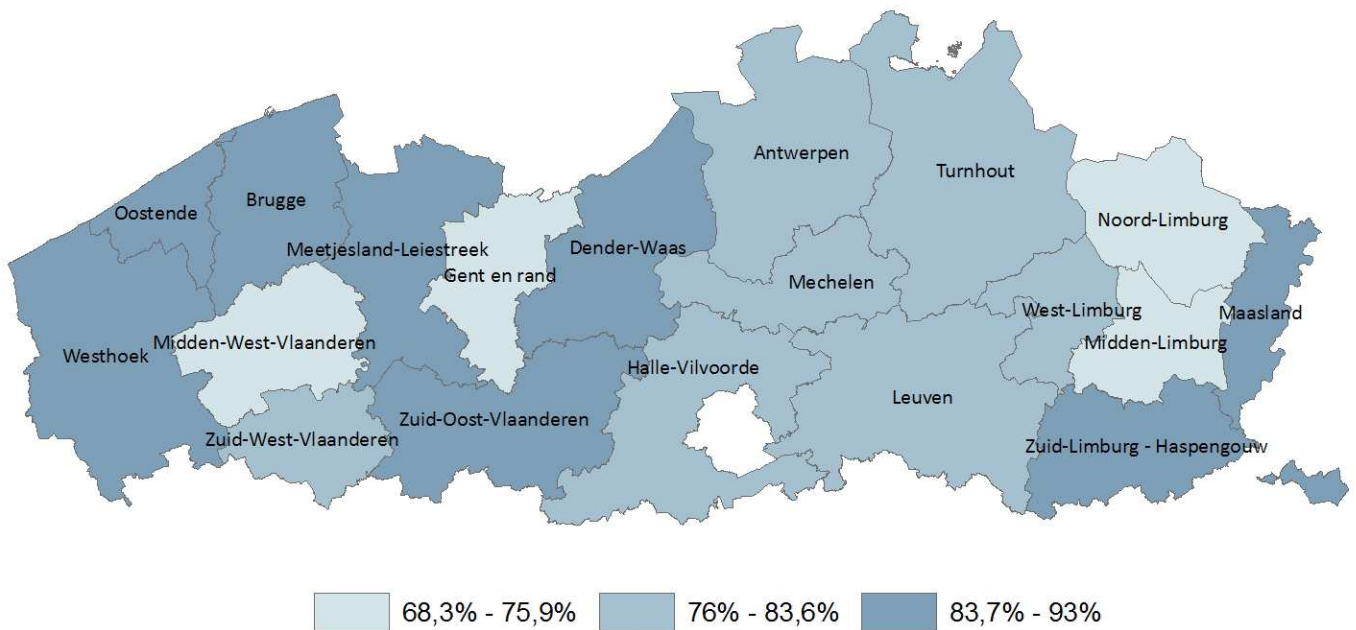 Antwerpen
Turnhout
Oostende
Brugge
Noord-Limburg
Meetjesland-Leiestreek
Dender-Waas
Gent en rand
Mechelen
West-Limburg
Maasland
Westhoek
Midden-West-Vlaanderen
Midden-Limburg
Halle-Vilvoorde
Leuven
Zuid-Oost-Vlaanderen
Zuid-West-Vlaanderen
Zuid-Limburg - Haspengouw
68,3% - 75,9% 76% - 83,6% 83,7% - 93%